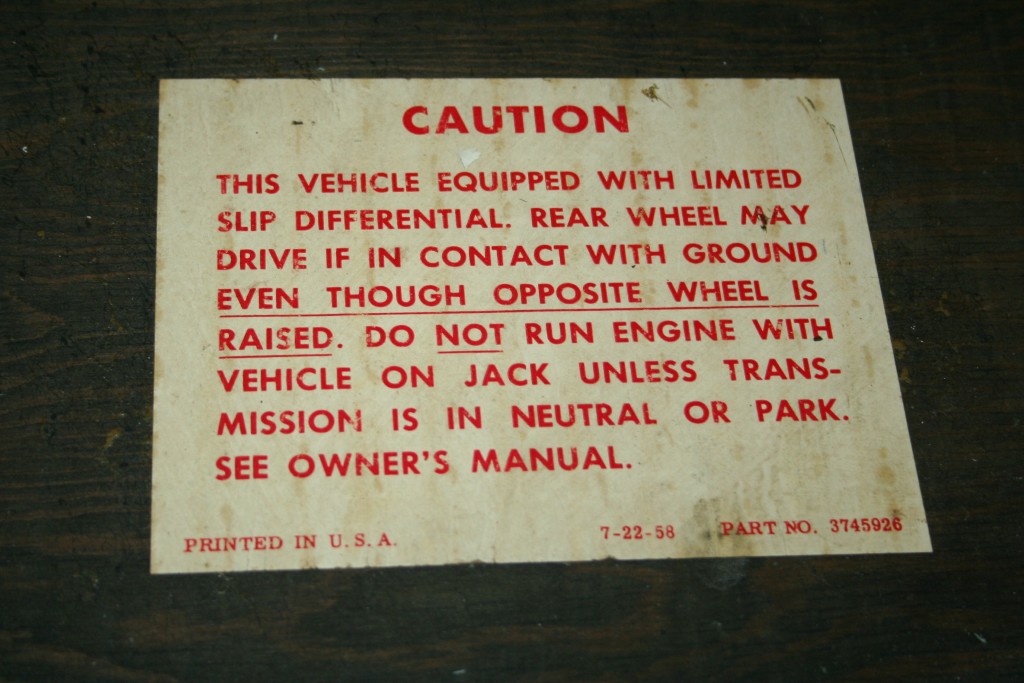 CAUTION
THIS VEHICLE EQUIPPED WITH LIMITED
SLIP DIFFERENTIAL. REAR WHEEL MAY
DRIVE IF IN CONTACT WITH GROUND
EVEN THOUGH OPPOSITE WHEEL IS
RAISED. DO NOT RUN ENGINE WITH
VEHICLE ON JACK UNLESS TRANS-
MISSION IS IN NEUTRAL OR PARK.
SEE OWNER'S MANUAL.
PRINTED IN U. S. A. 7-22-58 PART NO. 3745926